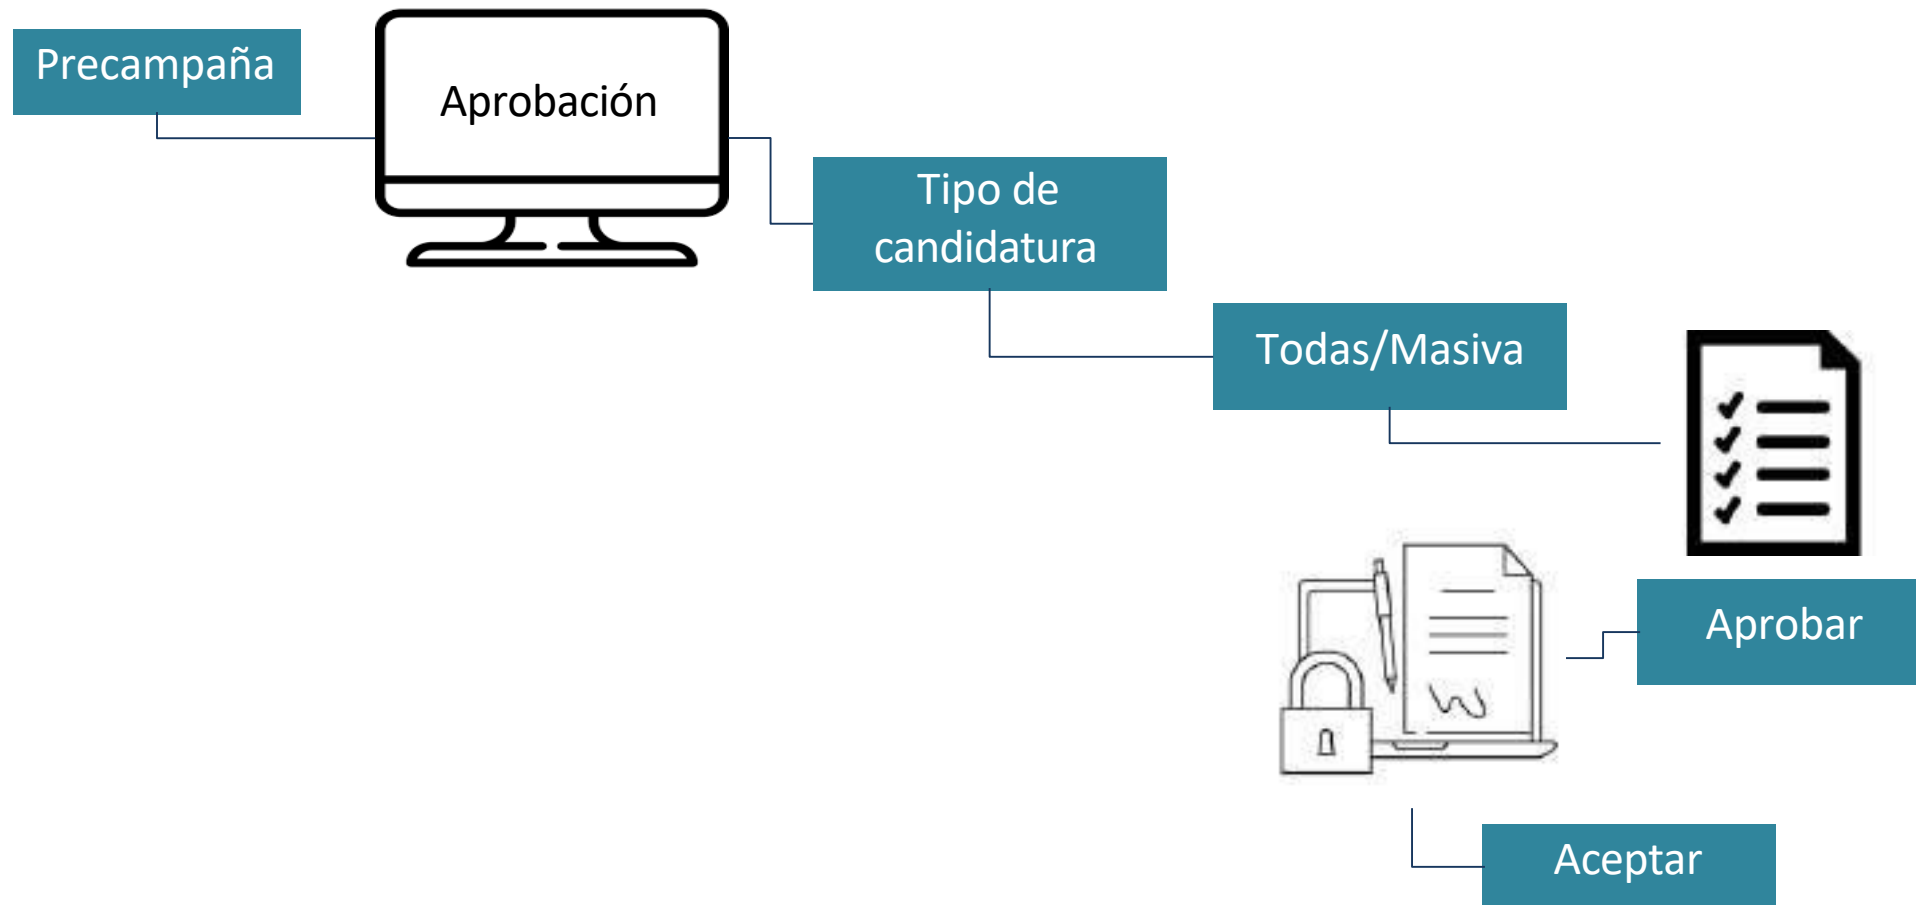 Precampaña
Aprobación
Tipo de
candidatura
Todas/Masiva
Aprobar
Aceptar